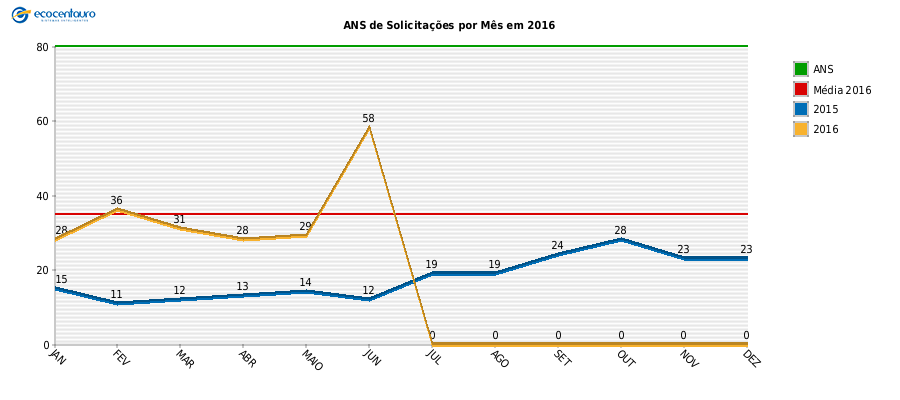 ecocentauro
ANS de Solicitações por Mês em 2016
80
60
40
20
0
28 36 31 28 29 58 0 0 0 0 0 0
15 11 12 13 14 12 19 19 24 28 23 23
JAN FEV MAR ABR MAIO JUN JUL AGO SET OUT NOV DEZ
ANS
Média 2016
2015
2016